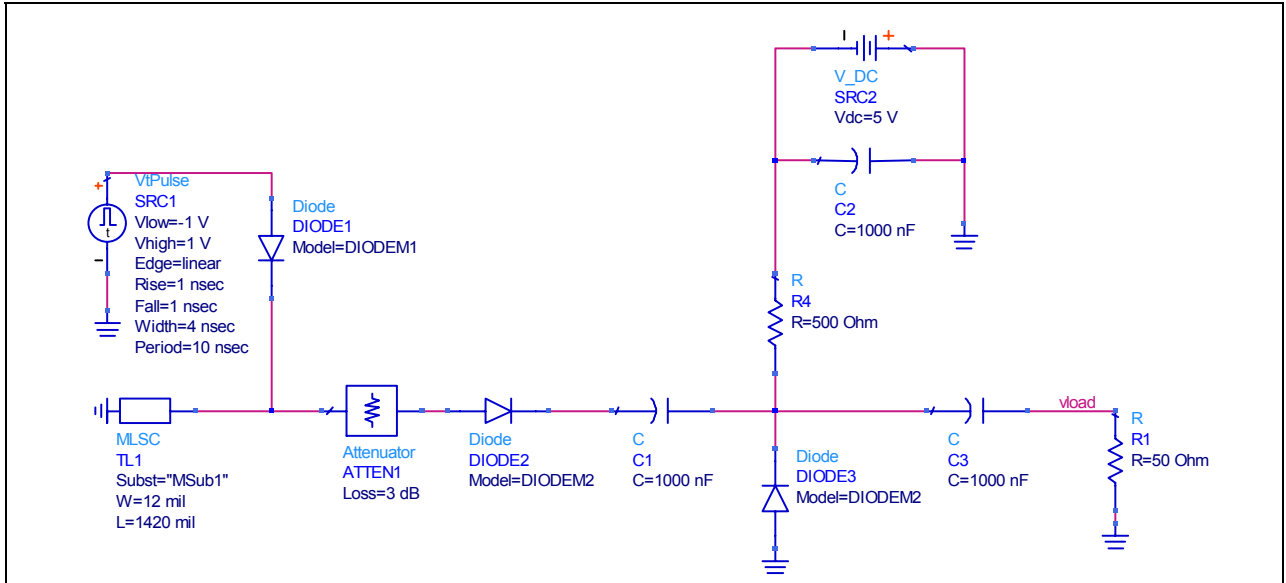 V_DC
SRC2
Vdc=5 V
C
C2
C=1000 nF
VtPulse
SRC1
Vlow=-1 V
Vhigh=1 V
Edge=linear
Rise=1 nsec
Fall=1 nsec
Width=4 nsec
Period=10 nsec
t
Diode
DIODE1
Model=DIODEM1
R
R4
R=500 Ohm
MLSC
TL1
Subst="MSub1"
W=12 mil
L=1420 mil
Attenuator
ATTEN1
Loss=3 dB
Diode
DIODE2
Model=DIODEM2
C
C1
C=1000 nF
Diode
DIODE3
Model=DIODEM2
C
C3
C=1000 nF
vload
R
R1
R=50 Ohm